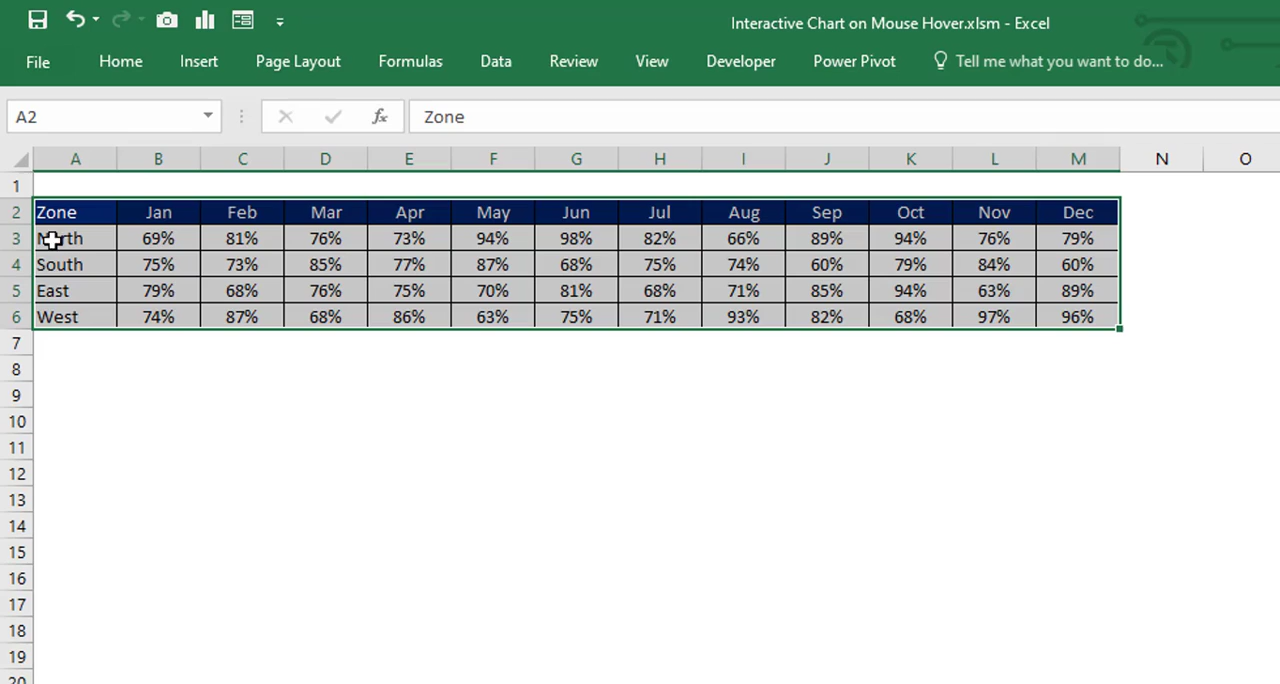 Interactive Chart on Mouse Hover.xlsm - Excel
File Home Insert Page Layout Formulas Data Review View Developer Power Pivot Tell me what you want to do...
A2 fx Zone
A B C D E F G H I J K L M N O
1
2 Zone Jan Feb Mar Apr May Jun Jul Aug Sep Oct Nov Dec
3 North 69% 81% 76% 73% 94% 98% 82% 66% 89% 94% 76% 79%
4 South 75% 73% 85% 77% 87% 68% 75% 74% 60% 79% 84% 60%
5 East 79% 68% 76% 75% 70% 81% 68% 71% 85% 94% 63% 89%
6 West 74% 87% 68% 86% 63% 75% 71% 93% 82% 68% 97% 96%
7
8
9
10
11
12
13
14
15
16
17
18
19
20